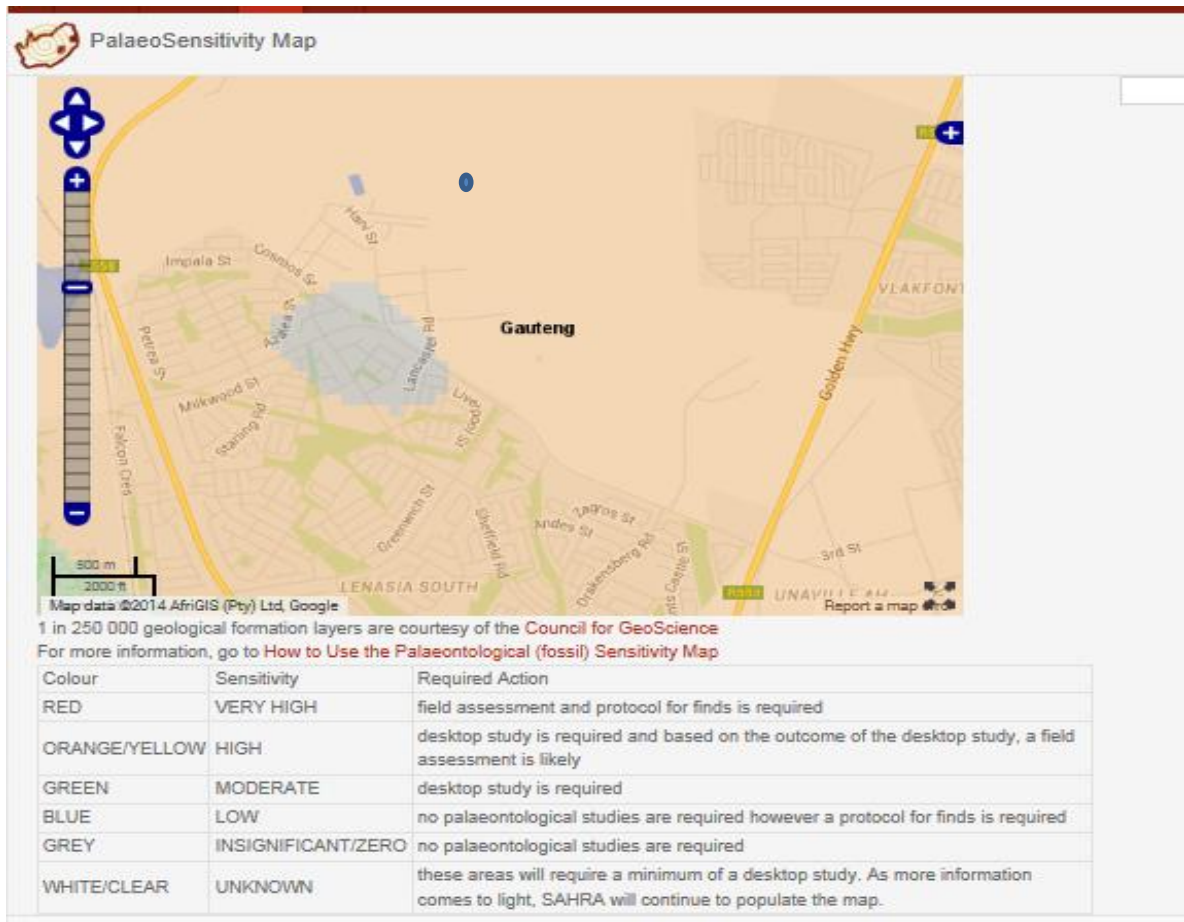 PalaeoSensitivity Map
Hani St
Impala St
Cosmos St
VLAKFONT
Azalea St
Gauteng
Petrea St
Lancaster Rd
Golden Hwy
Milkwood St
Starling Rd
Falcon Cres
Greenwich St
Sheffield Rd
Zagros St
Andes St
Drakensberg Rd
3rd St
500 m
2000 ft
LENASIA SOUTH
Castle St
UNAVILLE AH
Map data ©2014 AfriGIS (Pty) Ltd, Google
Report a map
1 in 250 000 geological formation layers are courtesy of the Council for GeoScience
For more information, go to How to Use the Palaeontological (fossil) Sensitivity Map
Colour Sensitivity Required Action
RED VERY HIGH field assessment and protocol for finds is required
ORANGE/YELLOW HIGH desktop study is required and based on the outcome of the desktop study, a field
assessment is likely
GREEN MODERATE desktop study is required
BLUE LOW no palaeontological studies are required however a protocol for finds is required
GREY INSIGNIFICANT/ZERO no palaeontological studies are required
WHITE/CLEAR UNKNOWN these areas will require a minimum of a desktop study. As more information
comes to light, SAHRA will continue to populate the map.